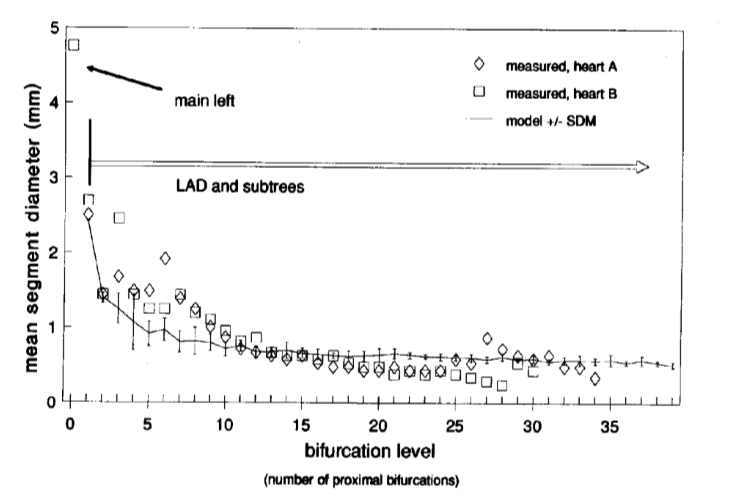 5
4
3
2
1
0
mean segment diameter (mm)
measured, heart A
measured, heart B
model +/- SDM
main left
LAD and subtrees
0 5 10 15 20 25 30 35
bifurcation level
(number of proximal bifurcations)